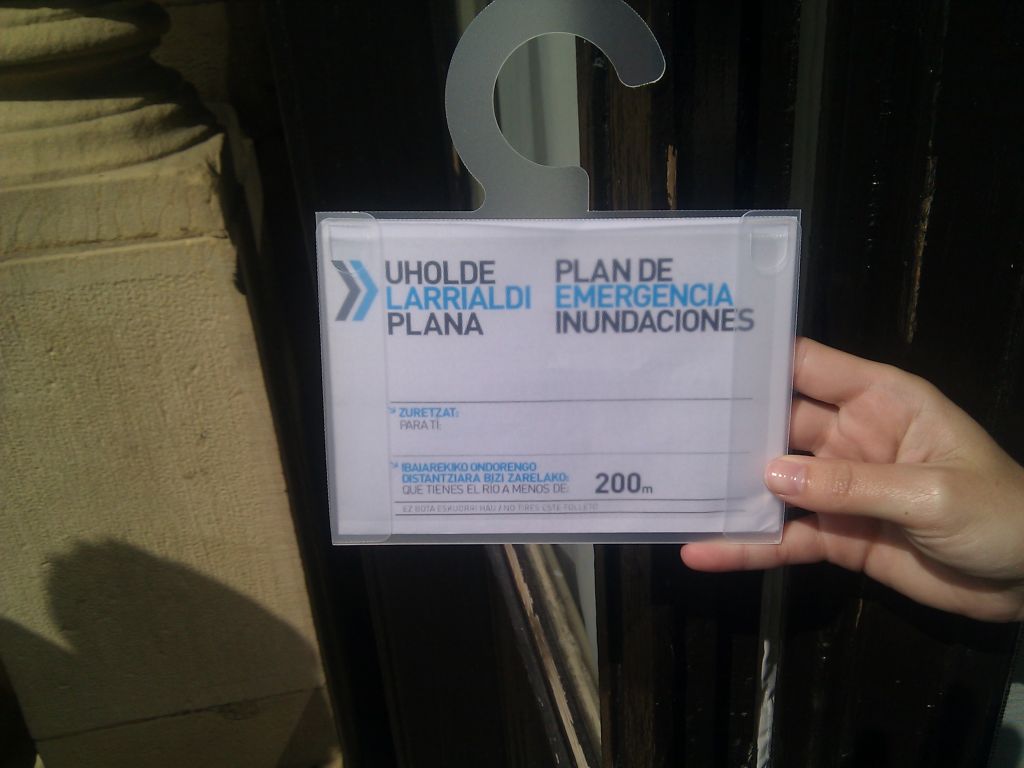 UHOLDE
LARRIALDI
PLANA
PLAN DE
EMERGENCIA
INUNDACIONES
ZURETZAT:
PARA TI:
IBAIAREKIKO ONDORENGO
DISTANTZIARA BIZI ZARELAKO:
QUE TIENES EL RÍO A MENOS DE: 200m
EZ BOTA ESKUORRI HAU / NO TIRES ESTE FOLLETO